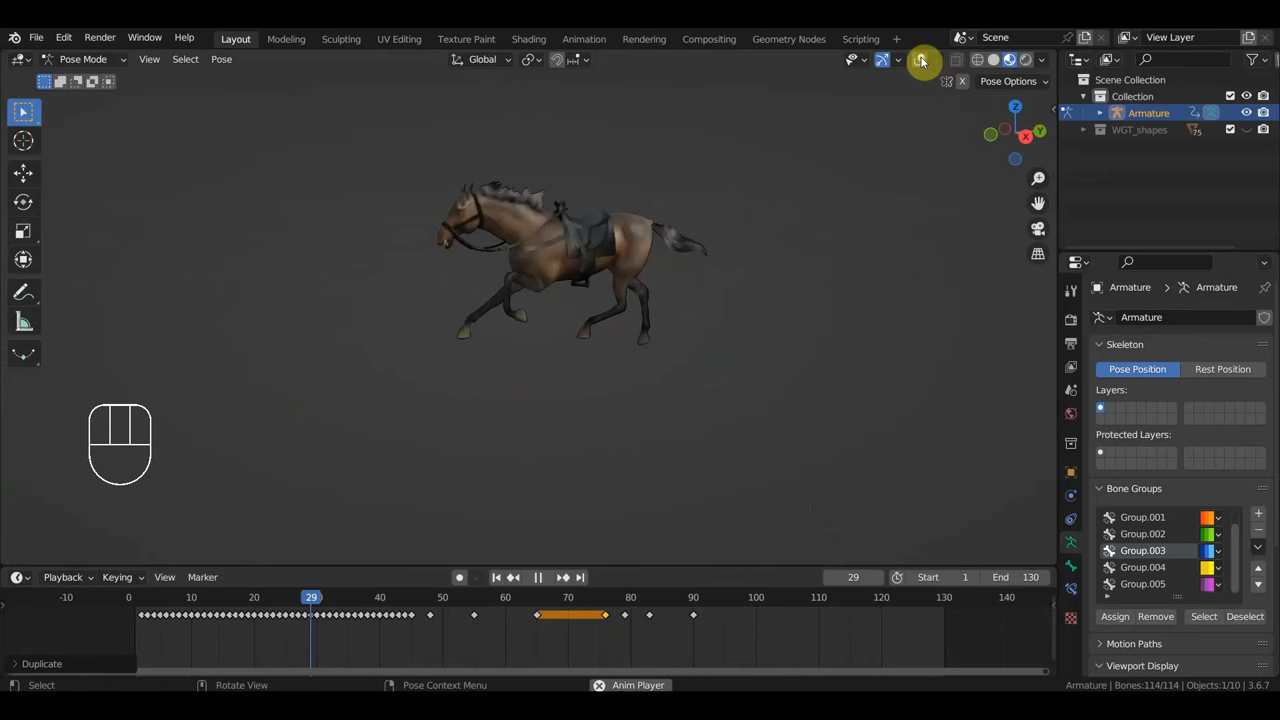 File Edit Render Window Help Layout Modeling Sculpting UV Editing Texture Paint Shading Animation Rendering Compositing Geometry Nodes Scripting + Scene View Layer
Pose Mode View Select Pose Global
X Pose Options
Scene Collection
Collection
Armature
WGT_shapes 75
Z
Y
X
Armature > Armature
Armature
Skeleton
Pose Position Rest Position
Layers:
Protected Layers:
Bone Groups
Group.001
Group.002
Group.003
Group.004
Group.005
Assign Remove Select Deselect
Motion Paths
Viewport Display
Playback Keying View Marker 29 Start 1 End 130
-10 0 10 20 29 40 50 60 70 80 90 100 110 120 130 140
Duplicate
Select Rotate View Pose Context Menu Anim Player Armature | Bones:114/114 | Objects:1/10 | 3.6.7